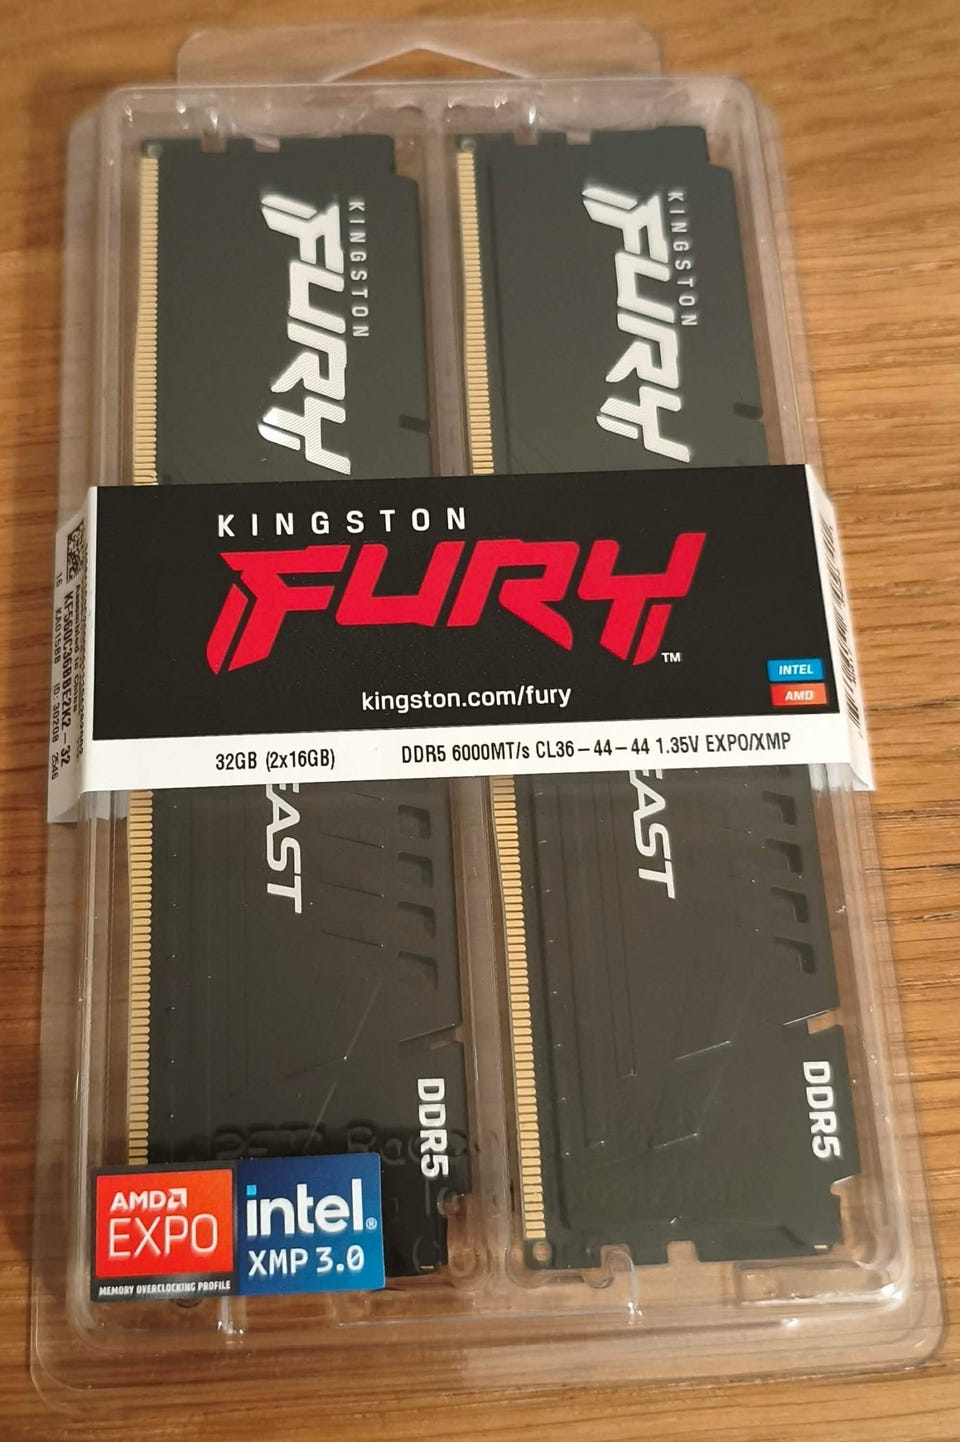 KINGSTON
FURY
KINGSTON
FURY
KINGSTON
FURY
TM
kingston.com/fury
INTEL
AMD
32GB (2x16GB)
DDR5 6000MT/s CL36-44-44 1.35V EXPO/XMP
EAST
EAST
DDR5
DDR5
AMD
EXPO
MEMORY OVERCLOCKING PROFILE
intel®
XMP 3.0